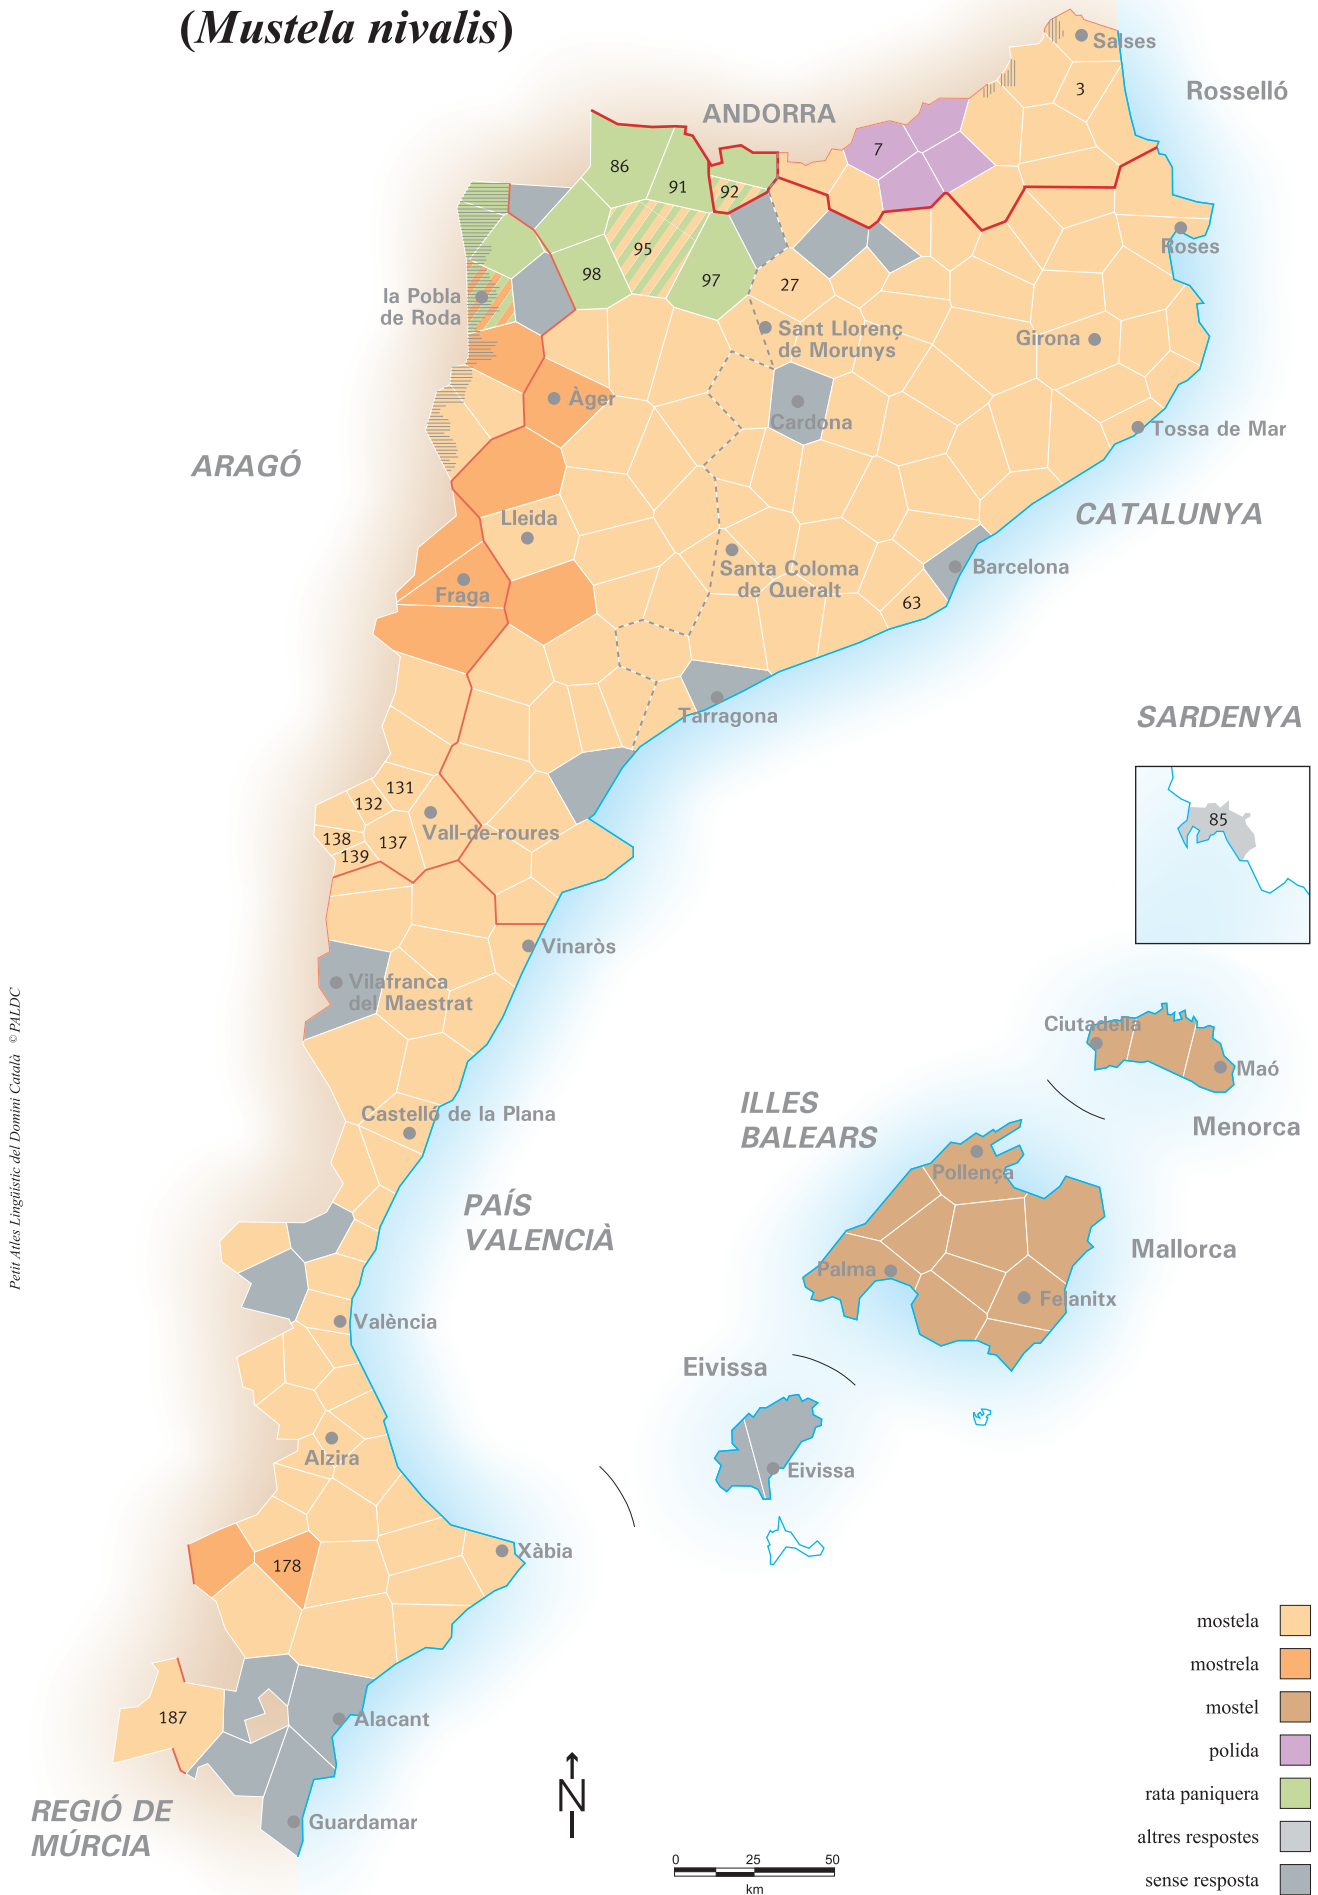 (Mustela nivalis)
Salses
3
Rosselló
ANDORRA
7
86
91
92
Roses
95
98
97
27
la Pobla
de Roda
Sant Llorenç
de Morunys
Girona
Àger
Cardona
Tossa de Mar
ARAGÓ
Lleida
CATALUNYA
Santa Coloma
de Queralt
Barcelona
Fraga
63
Tarragona
SARDENYA
85
131
132
138
137
139
Vall-de-roures
Vinaròs
Vilafranca
del Maestrat
Ciutadella
Maó
Menorca
Castelló de la Plana
ILLES
BALEARS
Pollença
PAÍS
VALENCIÀ
Mallorca
Palma
Felanitx
València
Eivissa
Alzira
Eivissa
Xàbia
178
187
Alacant
Guardamar
REGIÓ DE
MÚRCIA
N
0 25 50
km
mostela
mostrela
mostel
polida
rata paniquera
altres respostes
sense resposta
Petit Atles Lingüístic del Domini Català © PALDC